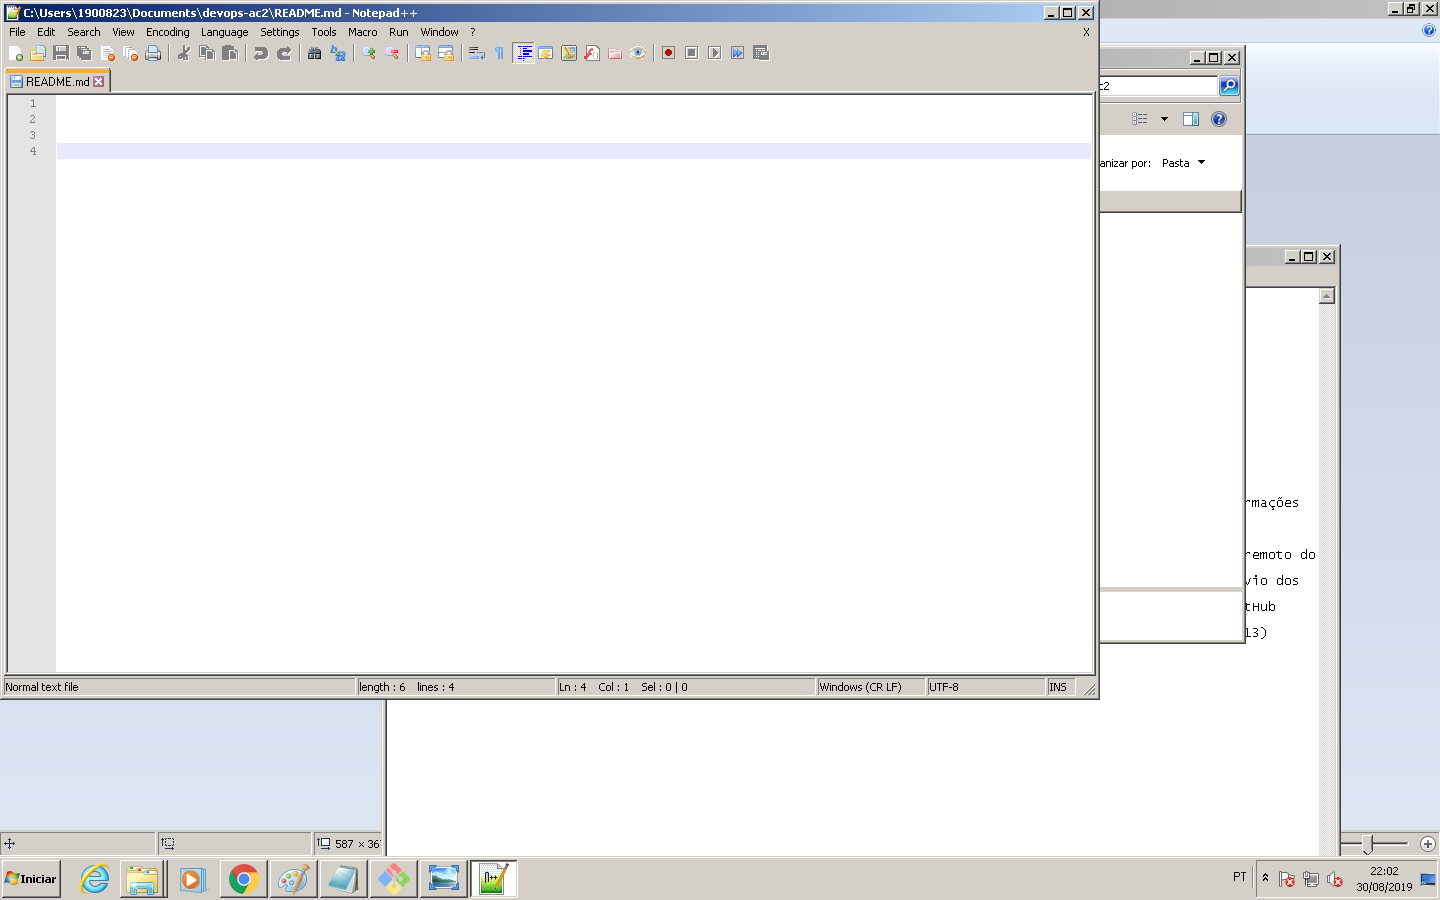 C:\Users\1900823\Documents\devops-ac2\README.md - Notepad++
File Edit Search View Encoding Language Settings Tools Macro Run Window ? X
README.md
1
2
3
4
Normal text file length : 6 lines : 4 Ln : 4 Col : 1 Sel : 0 | 0 Windows (CR LF) UTF-8 INS
c2
anizar por: Pasta
rmações
remoto do
vio dos
tHub
13)
587 × 367
Iniciar
PT
22:02
30/08/2019